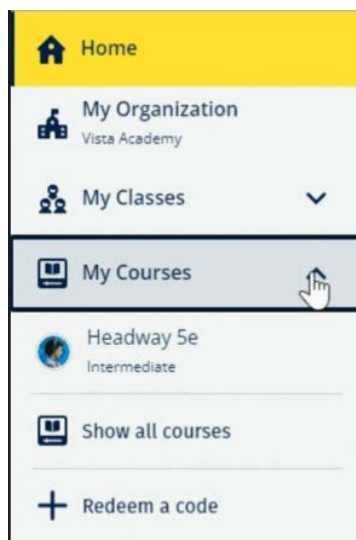 Home
My Organization
Vista Academy
My Classes
My Courses
Headway 5e
Intermediate
Show all courses
Redeem a code